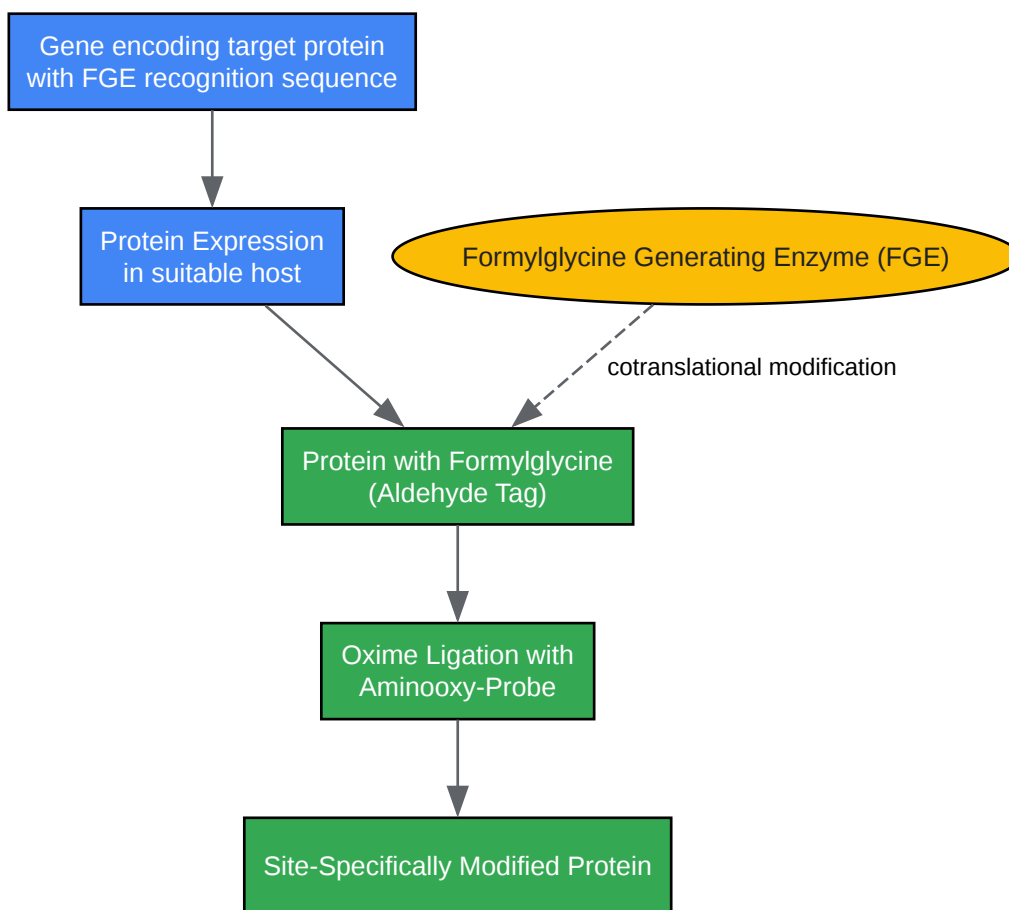 Gene encoding target protein
with FGE recognition sequence
Protein Expression
in suitable host
Formylglycine Generating Enzyme (FGE)
cotranslational modification
Protein with Formylglycine
(Aldehyde Tag)
Oxime Ligation with
Aminooxy-Probe
Site-Specifically Modified Protein